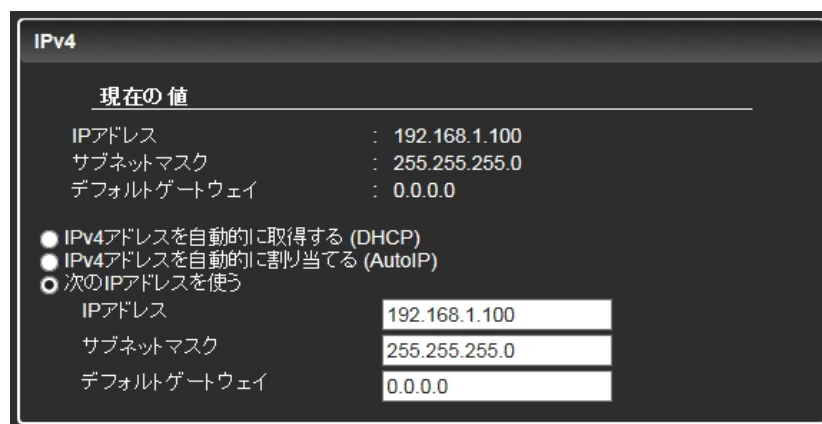 IPv4
現在の値
IPアドレス : 192.168.1.100
サブネットマスク : 255.255.255.0
デフォルトゲートウェイ : 0.0.0.0
IPv4アドレスを自動的に取得する (DHCP)
IPv4アドレスを自動的に割り当てる (AutoIP)
次のIPアドレスを使う
IPアドレス 192.168.1.100
サブネットマスク 255.255.255.0
デフォルトゲートウェイ 0.0.0.0